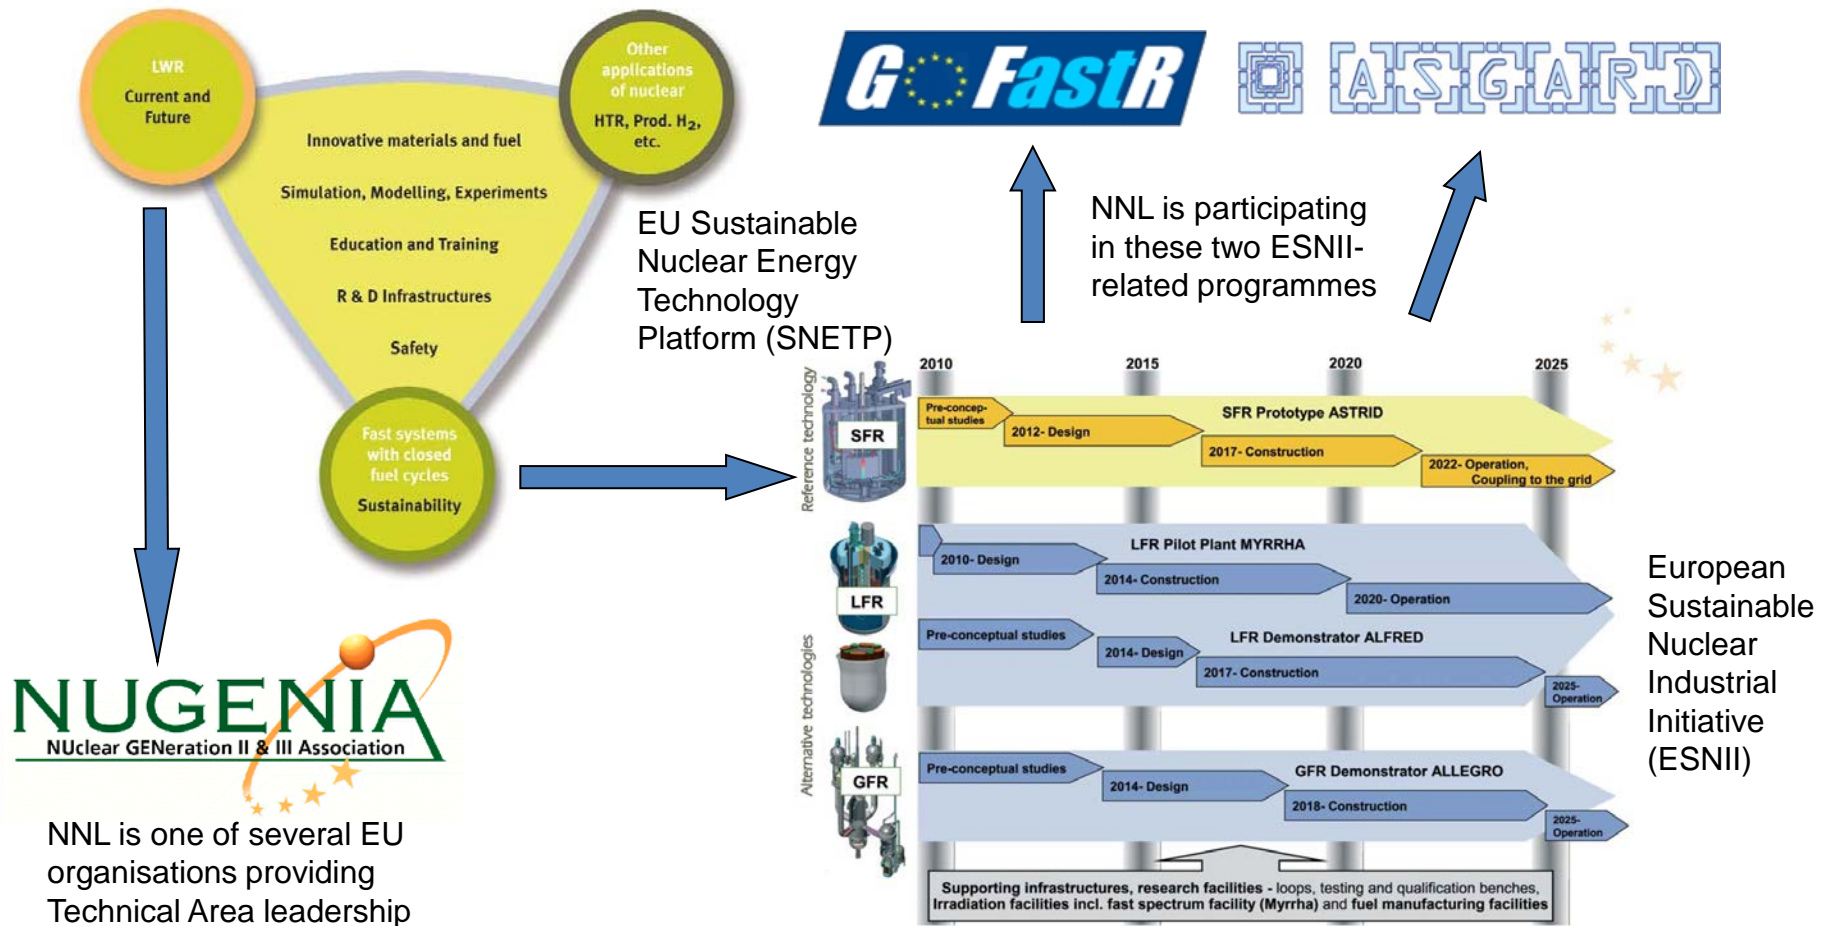 LWR
Current and
Future
Other
applications
of nuclear
HTR, Prod. H2,
etc.
Innovative materials and fuel
Simulation, Modelling, Experiments
Education and Training
R & D Infrastructures
Safety
Fast systems
with closed
fuel cycles
Sustainability
EU Sustainable
Nuclear Energy
Technology
Platform (SNETP)
GOFastR
ASGARD
NNL is participating
in these two ESNII-
related programmes
NUGENIA
NUclear GENeration II & III Association
NNL is one of several EU
organisations providing
Technical Area leadership
2010
2015
2020
2025
Reference technology
SFR
Pre-concep-
tual studies
SFR Prototype ASTRID
2012- Design
2017- Construction
2022- Operation,
Coupling to the grid
Alternative technologies
LFR
LFR Pilot Plant MYRRHA
2010- Design
2014- Construction
2020- Operation
Pre-conceptual studies
LFR Demonstrator ALFRED
2014- Design
2017- Construction
2025-
Operation
GFR
Pre-conceptual studies
GFR Demonstrator ALLEGRO
2014- Design
2018- Construction
2025-
Operation
Supporting infrastructures, research facilities - loops, testing and qualification benches,
Irradiation facilities incl. fast spectrum facility (Myrrha) and fuel manufacturing facilities
European
Sustainable
Nuclear
Industrial
Initiative
(ESNII)